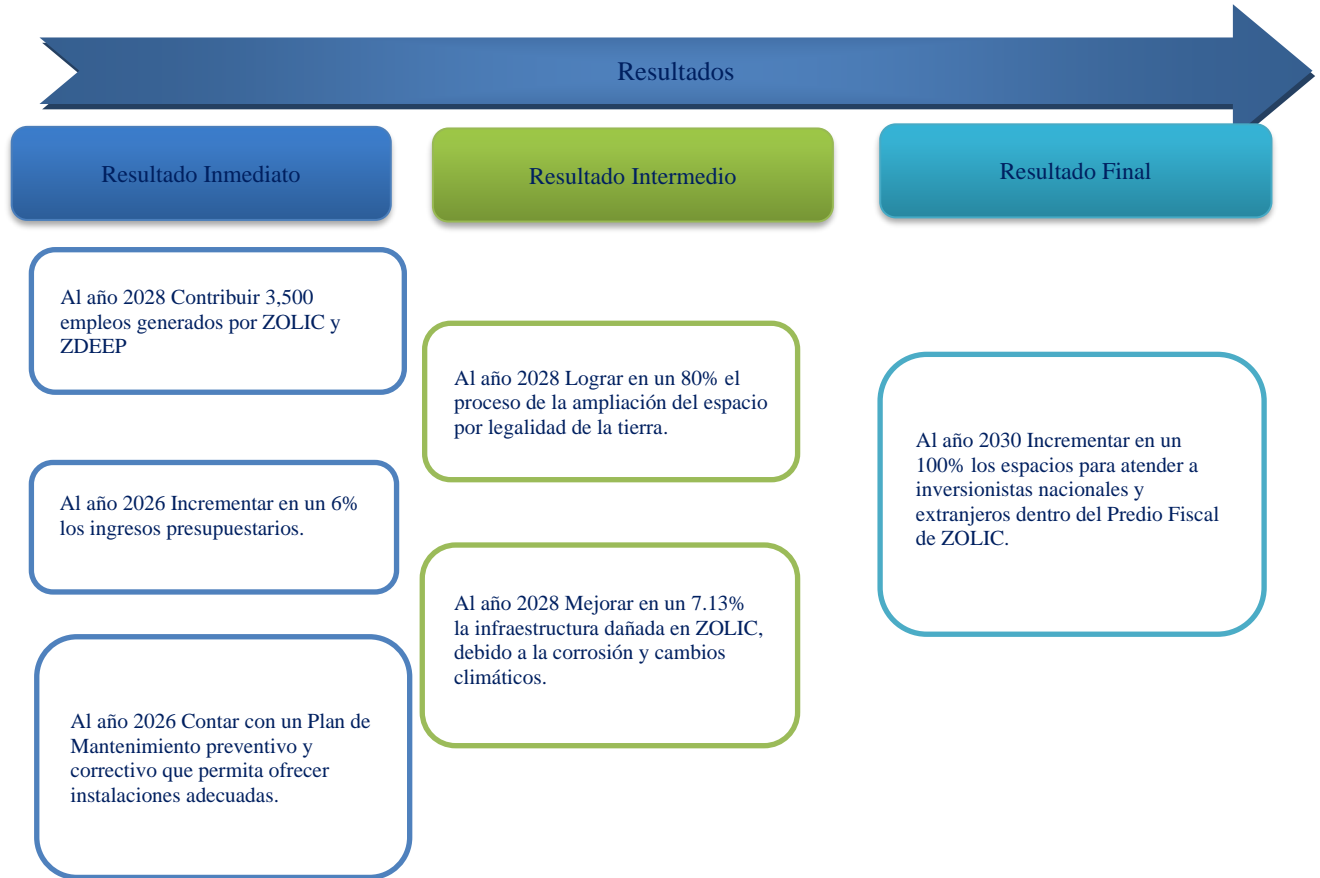 Resultados
Resultado Inmediato
Resultado Intermedio
Resultado Final
Al año 2028 Contribuir 3,500
empleos generados por ZOLIC y
ZDEEP
Al año 2026 Incrementar en un 6%
los ingresos presupuestarios.
Al año 2026 Contar con un Plan de
Mantenimiento preventivo y
correctivo que permita ofrecer
instalaciones adecuadas.
Al año 2028 Lograr en un 80% el
proceso de la ampliación del espacio
por legalidad de la tierra.
Al año 2028 Mejorar en un 7.13%
la infraestructura dañada en ZOLIC,
debido a la corrosión y cambios
climáticos.
Al año 2030 Incrementar en un
100% los espacios para atender a
inversionistas nacionales y
extranjeros dentro del Predio Fiscal
de ZOLIC.